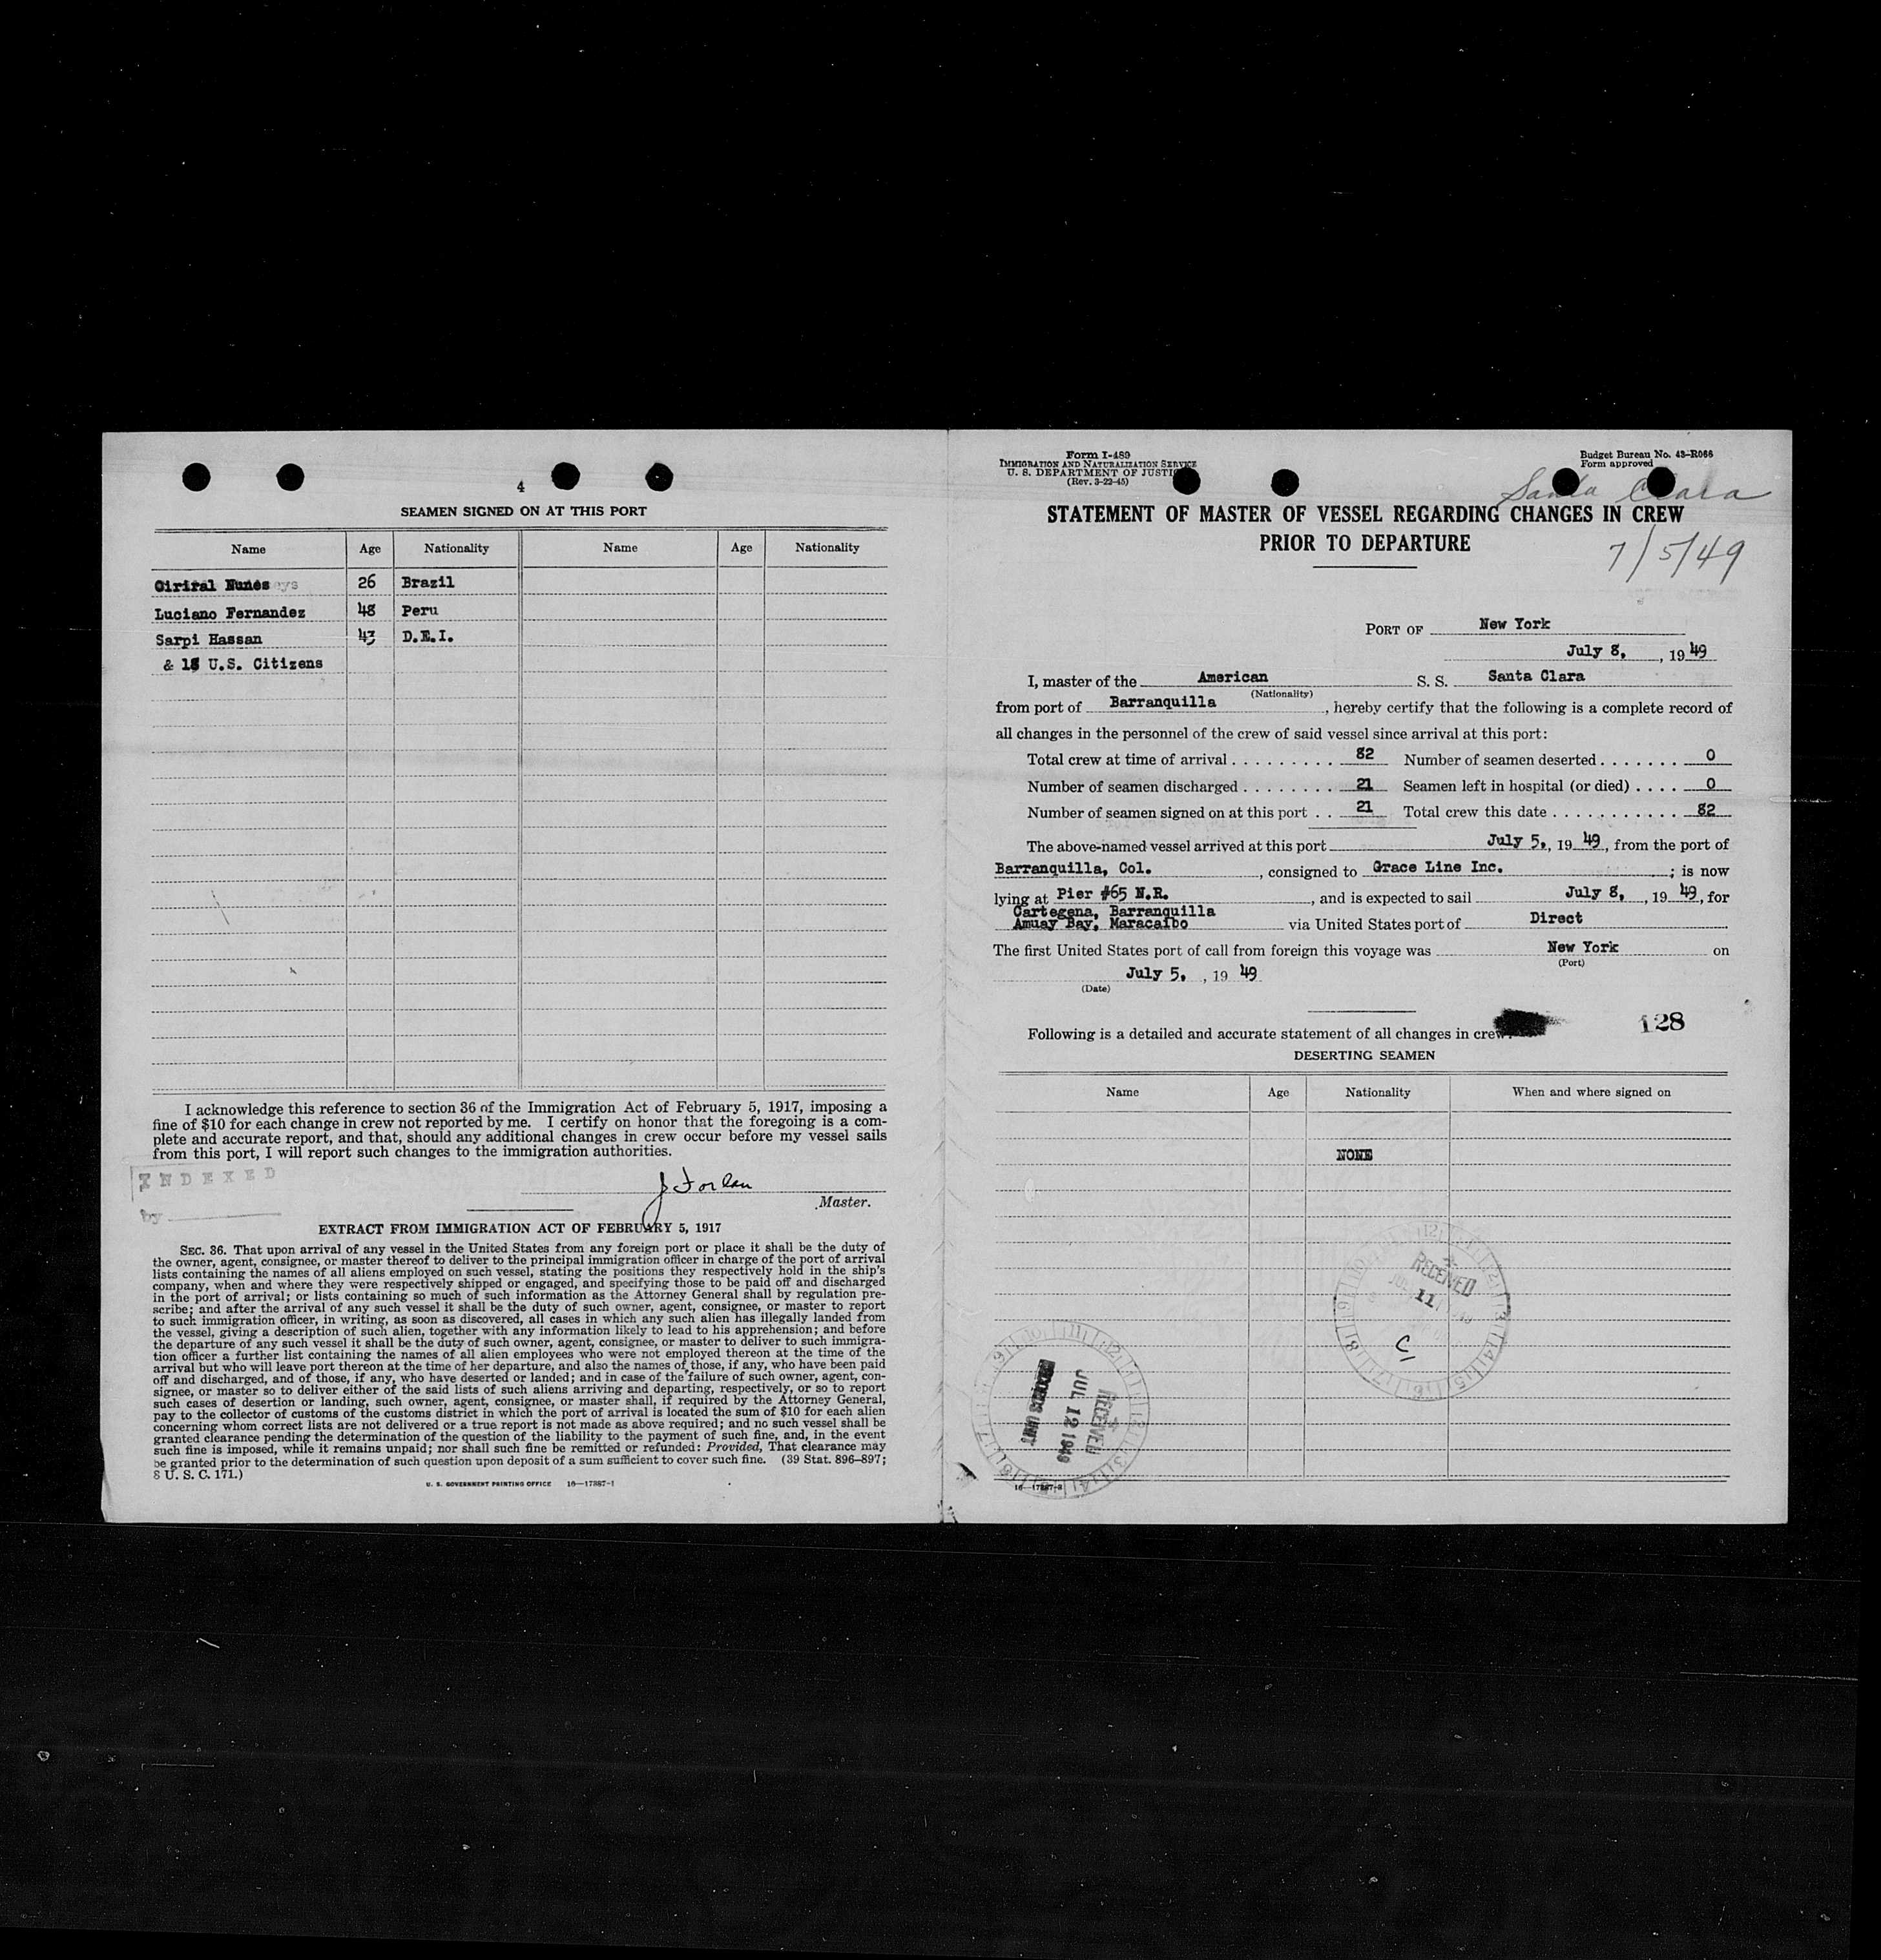 4
SEAMEN SIGNED ON AT THIS PORT
Name Age Nationality Name Age Nationality
Nunes 26 Brazil
Luciano Fernandez 48 Peru
Sarpi Hassan 43 D.E.I.
& 18 U.S. Citizens
I acknowledge this reference to section 36 of the Immigration Act of February 5, 1917, imposing a
fine of $10 for each change in crew not reported by me. I certify on honor that the foregoing is a com-
plete and accurate report, and that, should any additional changes in crew occur before my vessel sails
from this port, I will report such changes to the immigration authorities.
INDEXED
By
Master.
EXTRACT FROM IMMIGRATION ACT OF FEBRUARY 5, 1917
SEC. 36. That upon arrival of any vessel in the United States from any foreign port or place it shall be the duty of
the owner, agent, consignee, or master thereof to deliver to the principal immigration officer in charge of the port of arrival
lists containing the names of all aliens employed on such vessel, stating the positions they respectively hold in the ship's
company, when and where they were respectively shipped or engaged, and specifying those to be paid off and discharged
in the port of arrival; or lists containing so much of such information as the Attorney General shall by regulation pre-
scribe; and after the arrival of any such vessel it shall be the duty of such owner, agent, consignee, or master to report
to such immigration officer, in writing, as soon as discovered, all cases in which any such alien has illegally landed from
the vessel, giving a description of such alien, together with any information likely to lead to his apprehension; and before
the departure of any such vessel it shall be the duty of such owner, agent, consignee, or master to deliver to such immigra-
tion officer a further list containing the names of all alien employees who were not employed thereon at the time of the
arrival but who will leave port thereon at the time of her departure, and also the names of those, if any, who have been paid
off and discharged, and of those, if any, who have deserted or landed; and in case of the failure of such owner, agent, con-
signee, or master so to deliver either of the said lists of such aliens arriving and departing, respectively, or so to report
such cases of desertion or landing, such owner, agent, consignee, or master shall, if required by the Attorney General,
pay to the collector of customs of the customs district in which the port of arrival is located the sum of $10 for each alien
concerning whom correct lists are not delivered or a true report is not made as above required; and no such vessel shall be
granted clearance pending the determination of the question of the liability to the payment of such fine, and, in the event
such fine is imposed, while it remains unpaid; nor shall such fine be remitted or refunded: Provided, That clearance may
be granted prior to the determination of such question upon deposit of a sum sufficient to cover such fine. (39 Stat. 896–897;
8 U. S. C. 171.)
U. S. GOVERNMENT PRINTING OFFICE 16—17887-1
Form I-489
IMMIGRATION AND NATURALIZATION SERVICE
U. S. DEPARTMENT OF JUSTICE
(Rev. 3-22-45)
Budget Bureau No. 43–R066
Form approved
Santa Clara
STATEMENT OF MASTER OF VESSEL REGARDING CHANGES IN CREW
PRIOR TO DEPARTURE
7/5/49
PORT OF New York
July 8, , 19 49
I, master of the American S. S. Santa Clara
(Nationality)
from port of Barranquilla , hereby certify that the following is a complete record of
all changes in the personnel of the crew of said vessel since arrival at this port:
Total crew at time of arrival . . . . . . . . . 82 Number of seamen deserted . . . . . . . 0
Number of seamen discharged . . . . . . . . 21 Seamen left in hospital (or died) . . . . 0
Number of seamen signed on at this port . . 21 Total crew this date . . . . . . . . . . . 82
The above-named vessel arrived at this port July 5, , 19 49 , from the port of
Barranquilla, Col. , consigned to Grace Line Inc. ; is now
lying at Pier #65 N.R. , and is expected to sail July 8, , 19 49 , for
Cartegena, Barranquilla
Amuay Bay, Maracaibo via United States port of Direct
The first United States port of call from foreign this voyage was New York on
(Port)
July 5, , 19 49
(Date)
128
Following is a detailed and accurate statement of all changes in crew
DESERTING SEAMEN
Name Age Nationality When and where signed on
NONE
RECEIVED
11
C
RECEIVED
JUL 12 1949
RECORDS UNIT